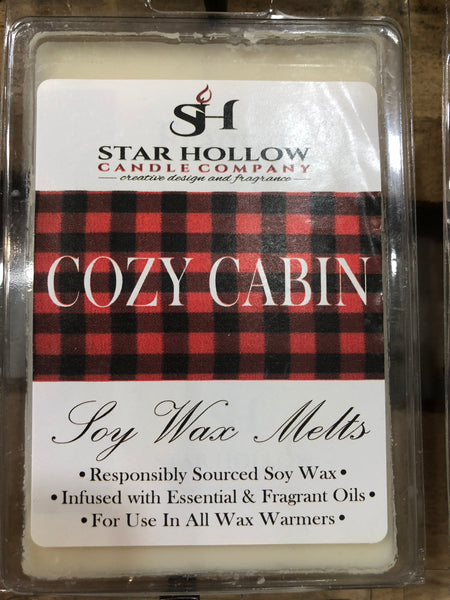 SH
STAR HOLLOW
CANDLE COMPANY
creative design and fragrance
COZY CABIN
Soy Wax Melts
• Responsibly Sourced Soy Wax •
• Infused with Essential & Fragrant Oils •
• For Use In All Wax Warmers •